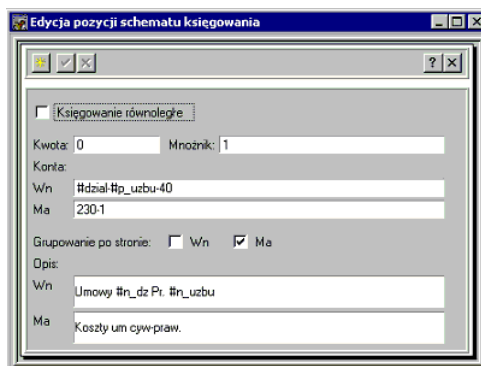 Edycja pozycji schematu księgowania
Księgowanie równoległe
Kwota: 0 Mnożnik: 1
Konta:
Wn #dzial-#p_uzbu-40
Ma 230-1
Grupowanie po stronie: Wn Ma
Opis:
Wn Umowy #n_dz Pr. #n_uzbu
Ma Koszty um cyw-praw.